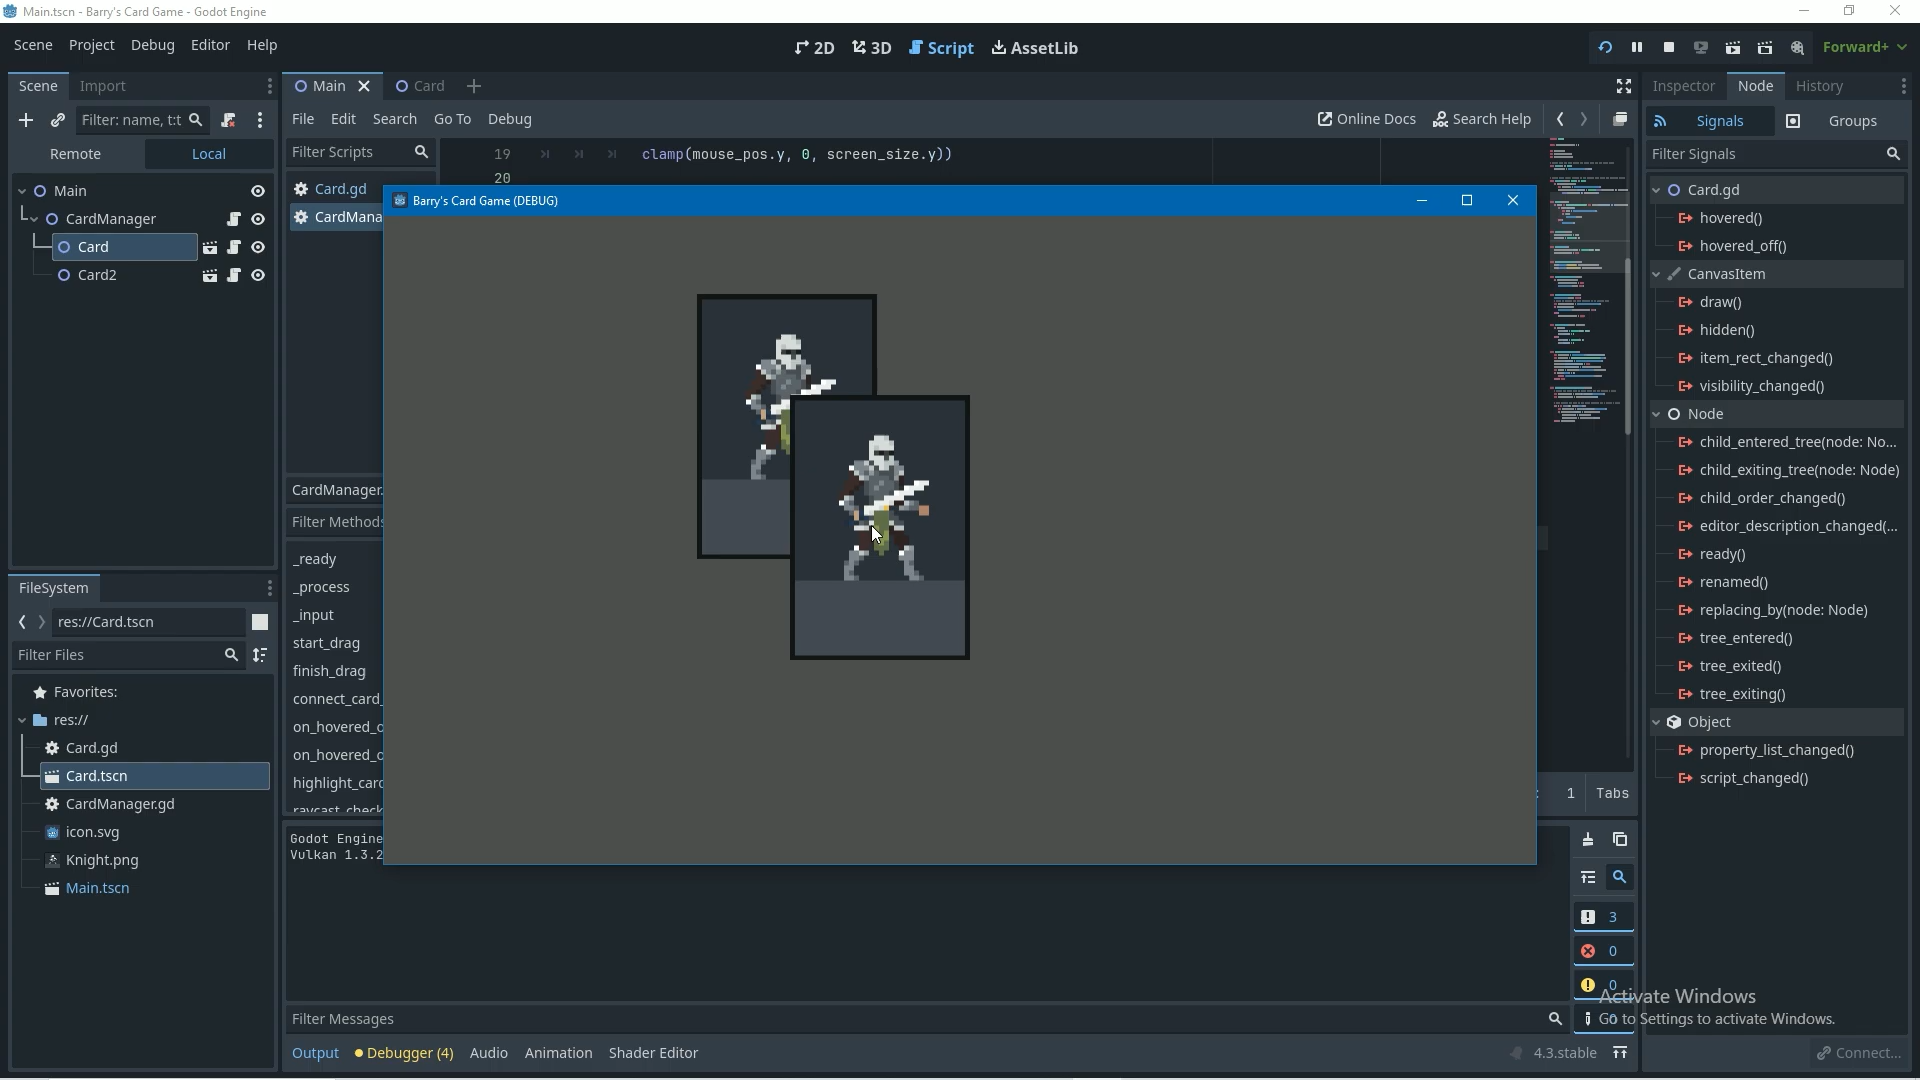 Main.tscn - Barry's Card Game - Godot Engine
Scene Project Debug Editor Help
2D 3D Script AssetLib
Forward+
Scene Import
Main Card
Inspector Node History
Filter: name, t:t
File Edit Search Go To Debug
Online Docs Search Help
Signals Groups
Remote Local
Filter Scripts
19 clamp(mouse_pos.y, 0, screen_size.y))
20
Filter Signals
Main
CardManager
Card
Card2
Card.gd
CardMana
Barry's Card Game (DEBUG)
CardManager.
Filter Methods
_ready
_process
_input
start_drag
finish_drag
connect_card_
on_hovered_o
on_hovered_o
highlight_card
raycast_check
Card.gd
hovered()
hovered_off()
CanvasItem
draw()
hidden()
item_rect_changed()
visibility_changed()
Node
child_entered_tree(node: No...
child_exiting_tree(node: Node)
child_order_changed()
editor_description_changed(...
ready()
renamed()
replacing_by(node: Node)
tree_entered()
tree_exited()
tree_exiting()
Object
property_list_changed()
script_changed()
FileSystem
res://Card.tscn
Filter Files
Favorites:
res://
Card.gd
Card.tscn
CardManager.gd
icon.svg
Knight.png
Main.tscn
: 1 Tabs
Godot Engine
Vulkan 1.3.2
3
0
0
0
Filter Messages
Output Debugger (4) Audio Animation Shader Editor
4.3.stable
Connect...
Activate Windows
Go to Settings to activate Windows.